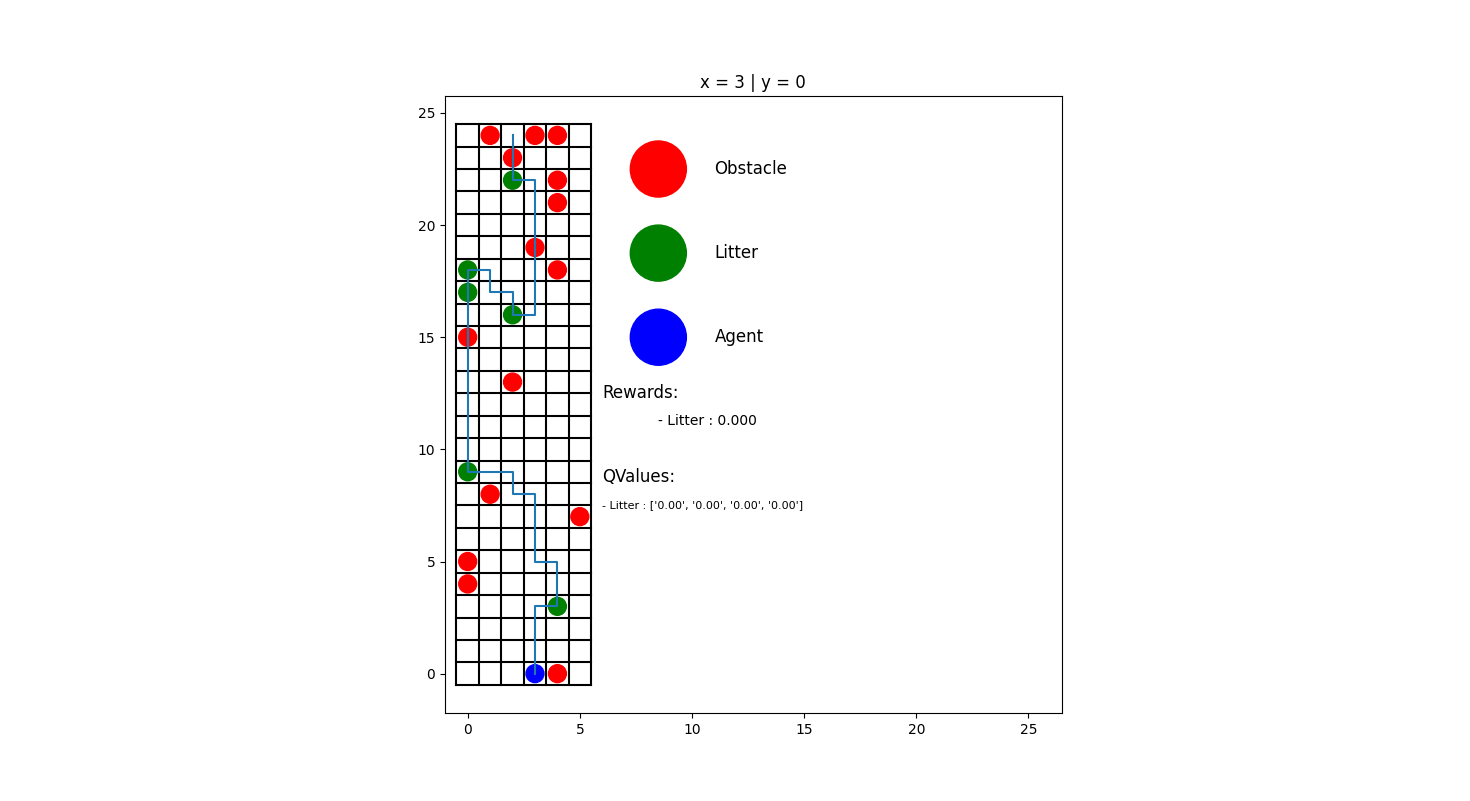 x = 3 | y = 0
25
20
15
10
5
0
Obstacle
Litter
Agent
Rewards:
- Litter : 0.000
QValues:
- Litter : ['0.00', '0.00', '0.00', '0.00']
0 5 10 15 20 25